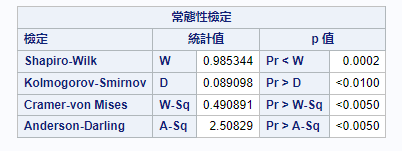 常態性檢定
檢定 統計值 p 值
Shapiro-Wilk W 0.985344 Pr < W 0.0002
Kolmogorov-Smirnov D 0.089098 Pr > D <0.0100
Cramer-von Mises W-Sq 0.490891 Pr > W-Sq <0.0050
Anderson-Darling A-Sq 2.50829 Pr > A-Sq <0.0050